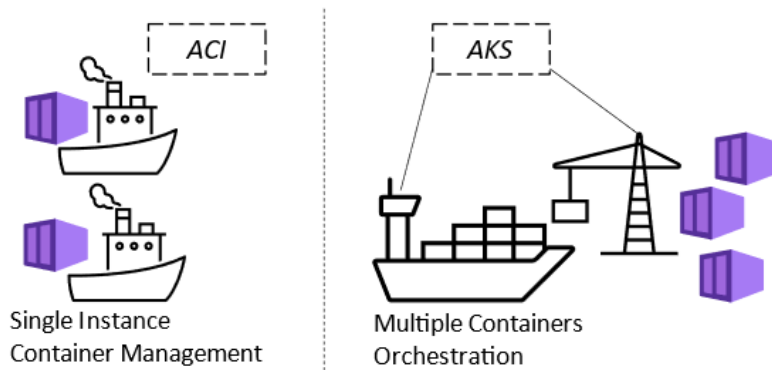 ACI
Single Instance
Container Management
AKS
Multiple Containers
Orchestration